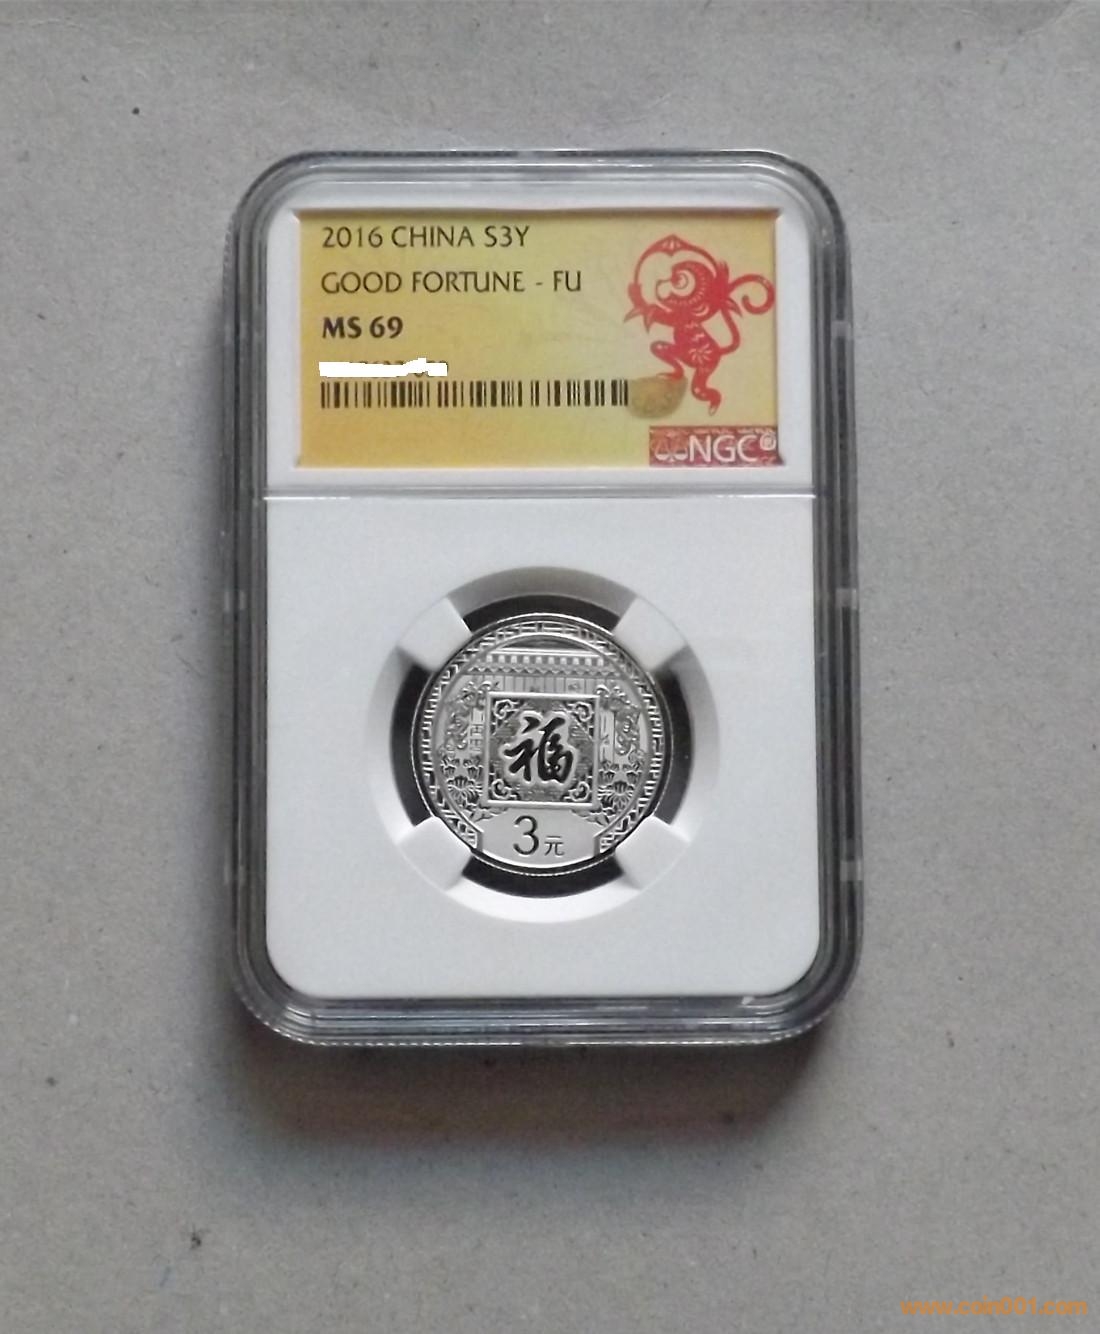 2016 CHINA S3Y
GOOD FORTUNE - FU
MS 69
NGC
福
3元
www.coin001.com